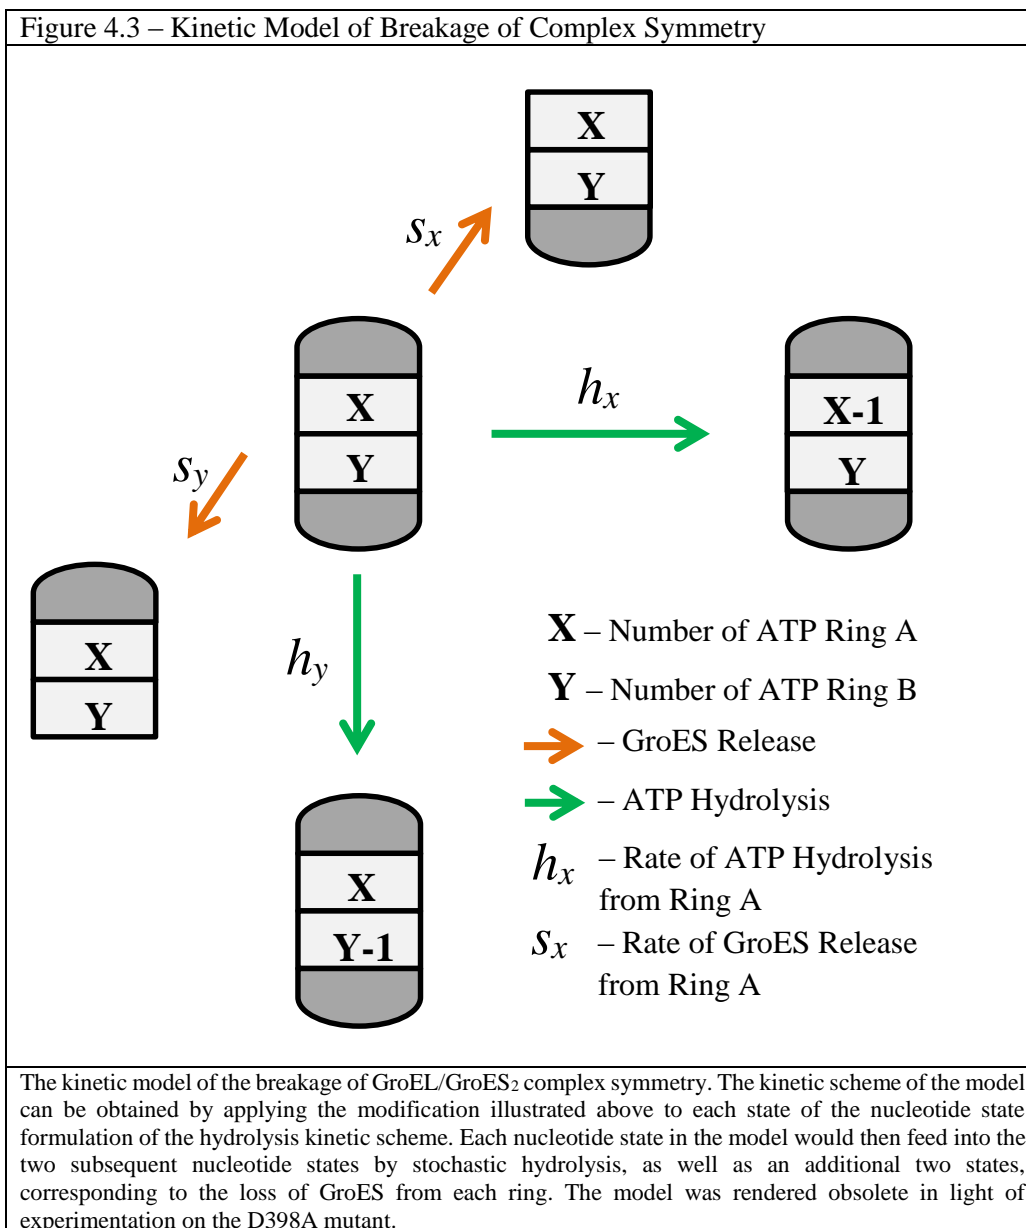 Figure 4.3 – Kinetic Model of Breakage of Complex Symmetry
X
Y
sx
X
Y
hx
X-1
Y
sy
X
Y
hy
X
Y-1
X – Number of ATP Ring A
Y – Number of ATP Ring B
– GroES Release
– ATP Hydrolysis
hx – Rate of ATP Hydrolysis
from Ring A
sx – Rate of GroES Release
from Ring A
The kinetic model of the breakage of GroEL/GroES2 complex symmetry. The kinetic scheme of the model
can be obtained by applying the modification illustrated above to each state of the nucleotide state
formulation of the hydrolysis kinetic scheme. Each nucleotide state in the model would then feed into the
two subsequent nucleotide states by stochastic hydrolysis, as well as an additional two states,
corresponding to the loss of GroES from each ring. The model was rendered obsolete in light of
experimentation on the D398A mutant.